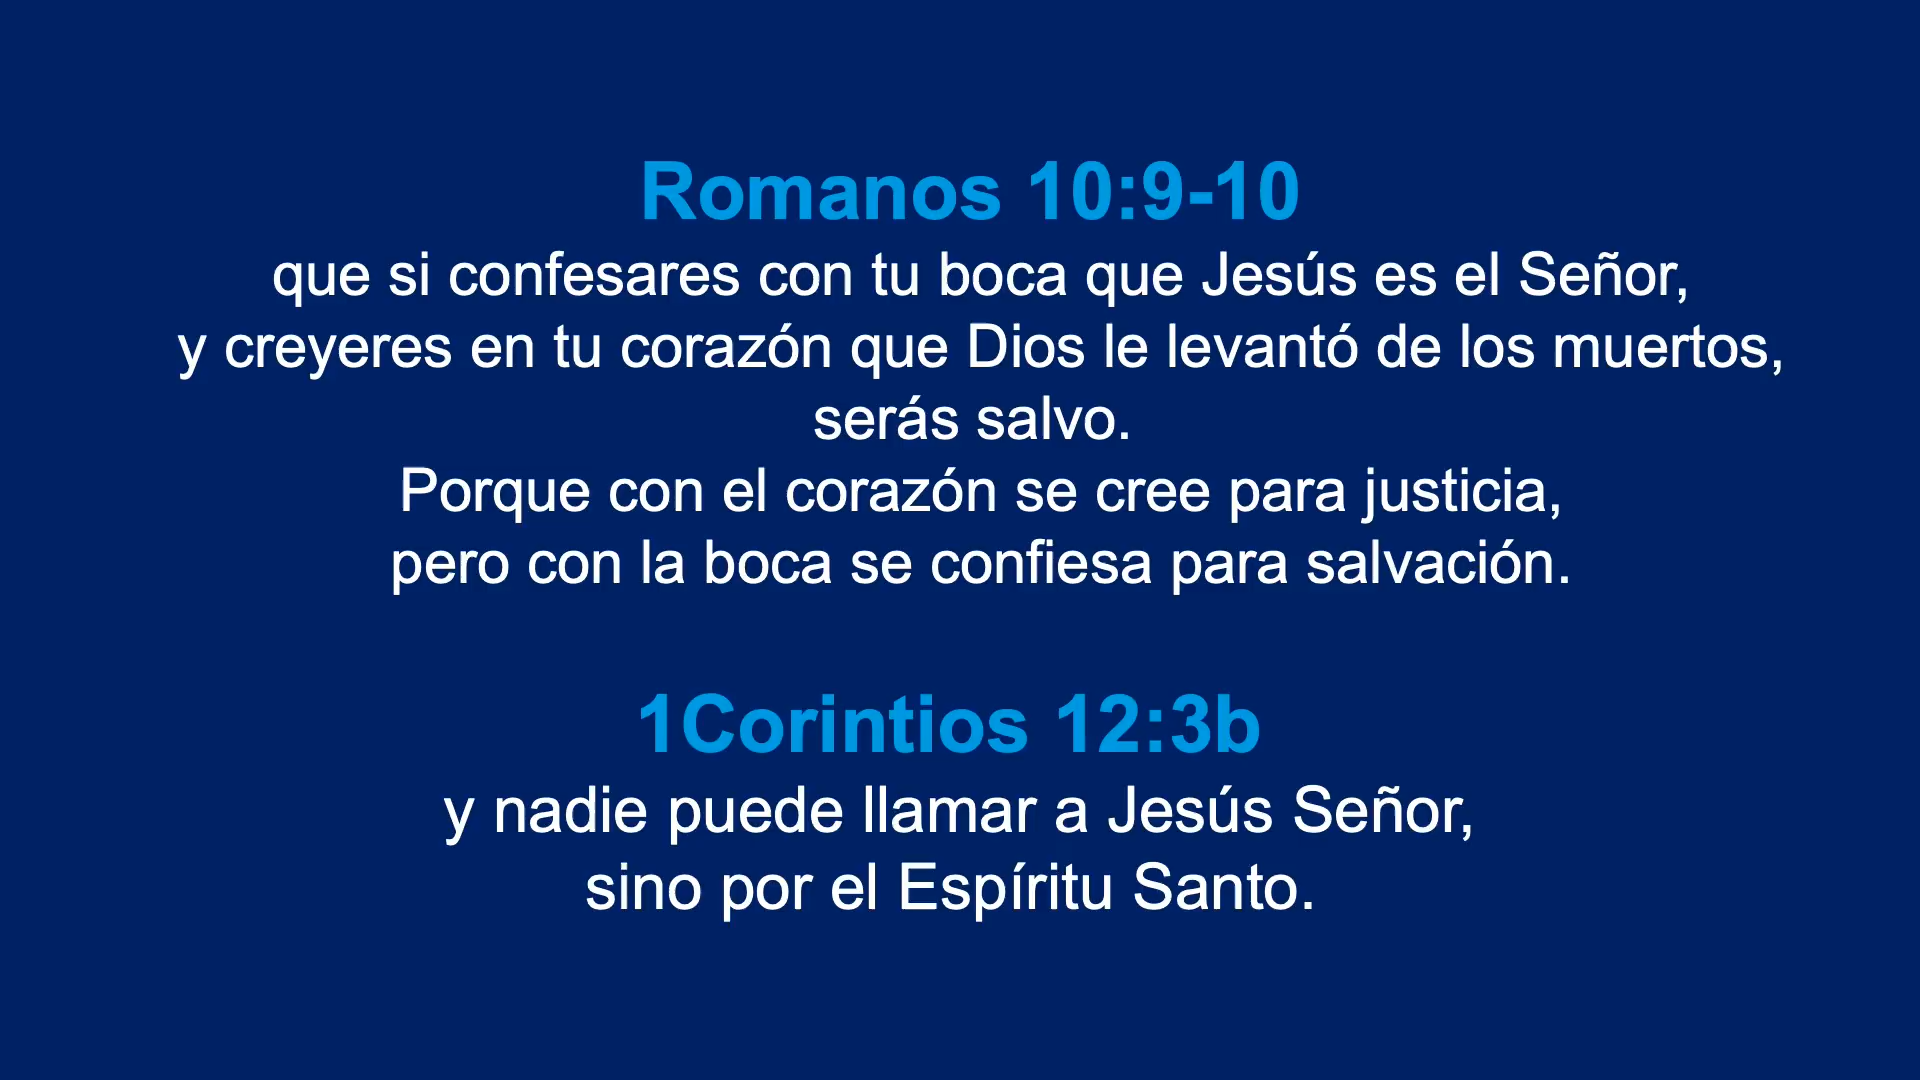 Romanos 10:9-10
que si confesares con tu boca que Jesús es el Señor,
y creyeres en tu corazón que Dios le levantó de los muertos,
serás salvo.
Porque con el corazón se cree para justicia,
pero con la boca se confiesa para salvación.
1Corintios 12:3b
y nadie puede llamar a Jesús Señor,
sino por el Espíritu Santo.